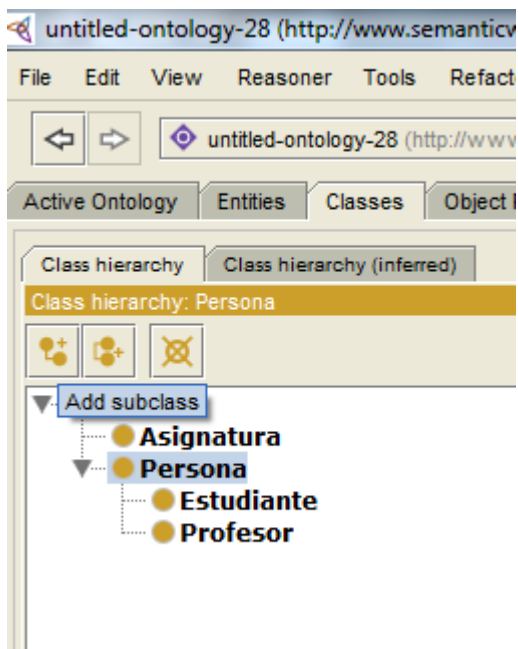 untitled-ontology-28 (http://www.semanticw
File Edit View Reasoner Tools Refact
untitled-ontology-28 (http://www
Active Ontology Entities Classes Object
Class hierarchy Class hierarchy (inferred)
Class hierarchy: Persona
Add subclass
Asignatura
Persona
Estudiante
Profesor